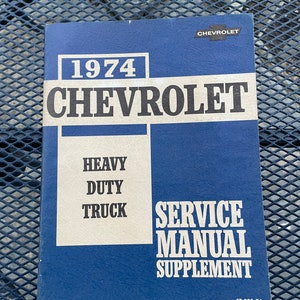 CHEVROLET
1974
CHEVROLET
HEAVY
DUTY
TRUCK
SERVICE
MANUAL
SUPPLEMENT